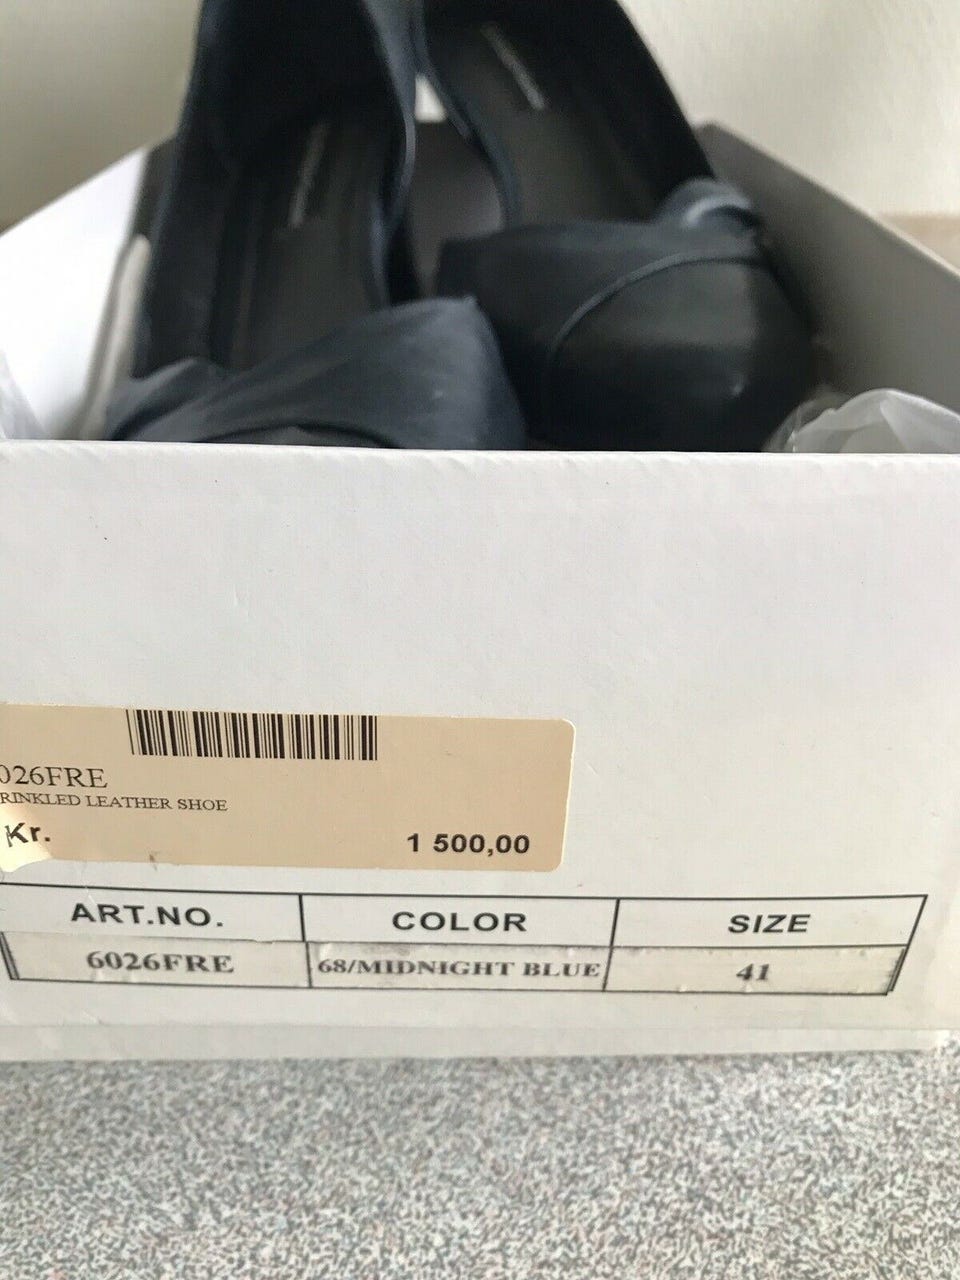 026FRE
RINKLED LEATHER SHOE
Kr. 1 500,00
ART.NO. COLOR SIZE
6026FRE 68/MIDNIGHT BLUE 41